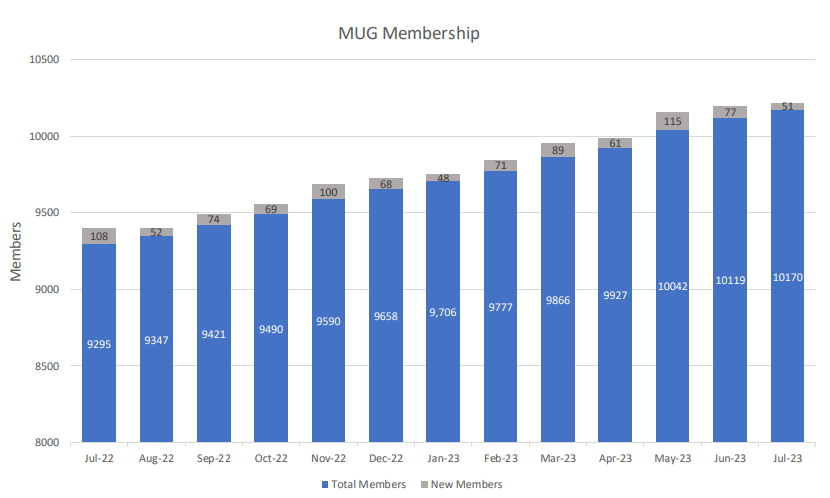 MUG Membership
10500
10000
9500
9000
8500
8000
Members
108 52 74 69 100 68 48 71 89 61 115 77 51
9295 9347 9421 9490 9590 9658 9,706 9777 9866 9927 10042 10119 10170
Jul-22 Aug-22 Sep-22 Oct-22 Nov-22 Dec-22 Jan-23 Feb-23 Mar-23 Apr-23 May-23 Jun-23 Jul-23
Total Members New Members